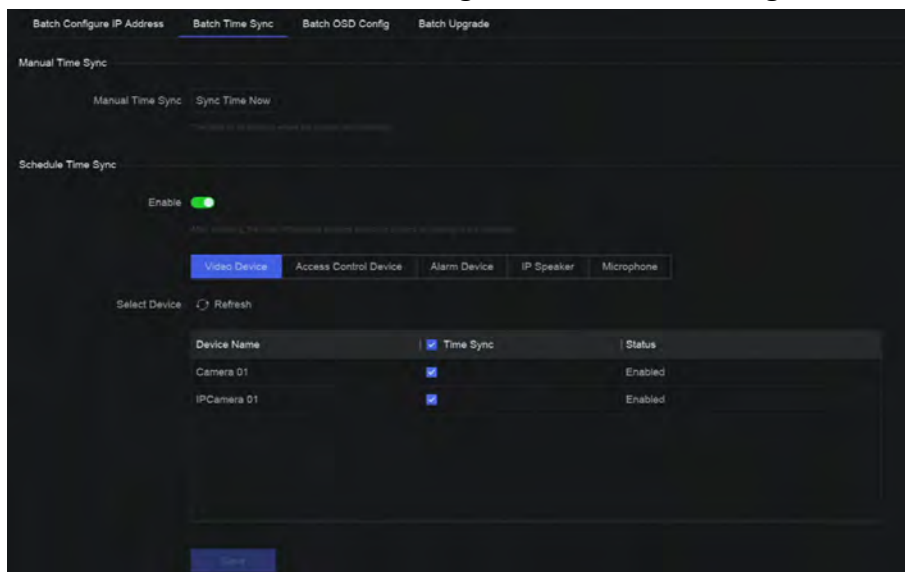 Batch Configure IP Address Batch Time Sync Batch OSD Config Batch Upgrade
Manual Time Sync
Manual Time Sync Sync Time Now
Schedule Time Sync
Enable
Video Device Access Control Device Alarm Device IP Speaker Microphone
Select Device Refresh
Device Name Time Sync Status
Camera 01 Enabled
IPCamera 01 Enabled
Save